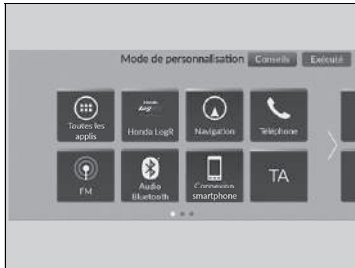 Mode de personnalisation Conseils Exécuté
Toutes les
applis
Honda LogR
Navigation
Téléphone
FM
Audio
Bluetooth
Connexion
smartphone
TA